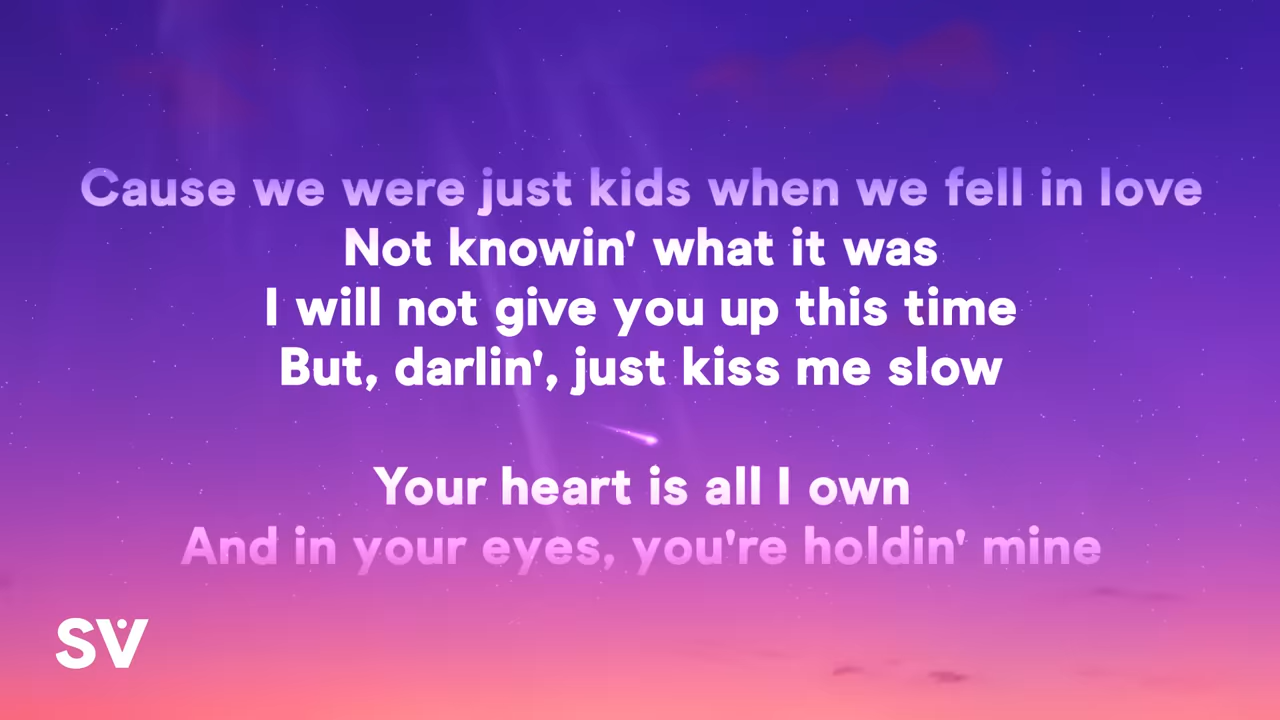 Cause we were just kids when we fell in love
Not knowin' what it was
I will not give you up this time
But, darlin', just kiss me slow
Your heart is all I own
And in your eyes, you're holdin' mine
SV